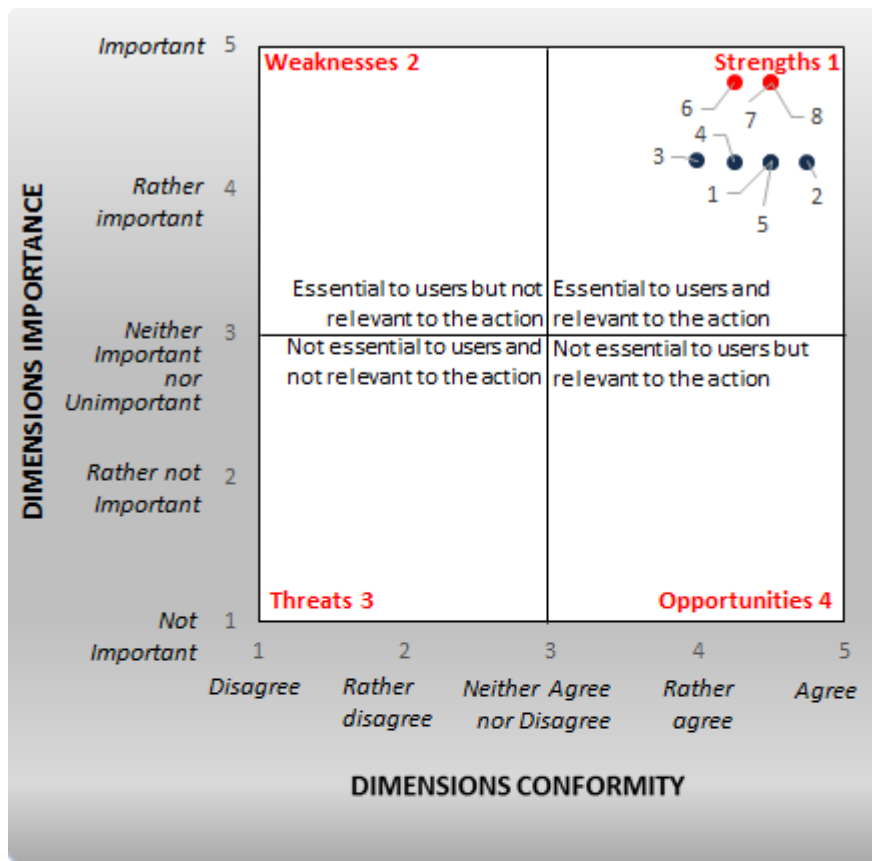 Important 5
Weaknesses 2
Strengths 1
6
7
8
4
3
1
2
5
Rather
important
4
Essential to users but not
relevant to the action
Essential to users and
relevant to the action
Neither
Important
nor
Unimportant
3
Not essential to users and
not relevant to the action
Not essential to users but
relevant to the action
DIMENSIONS IMPORTANCE
Rather not
Important
2
Threats 3
Opportunities 4
Not
Important
1
1 2 3 4 5
Disagree
Rather
disagree
Neither Agree
nor Disagree
Rather
agree
Agree
DIMENSIONS CONFORMITY